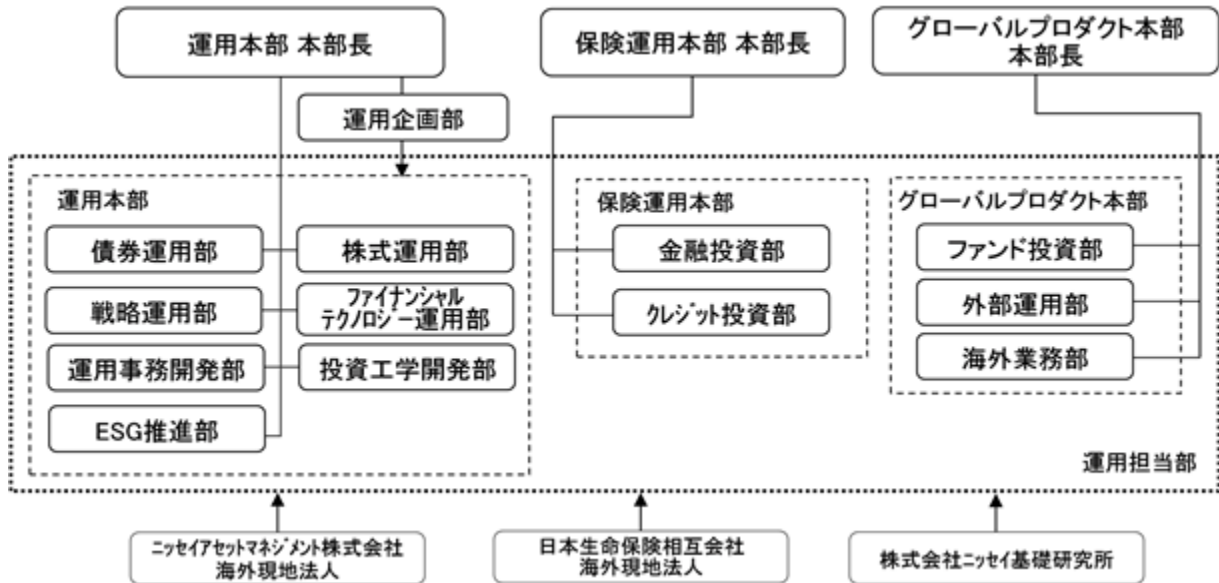 運用本部 本部長
保険運用本部 本部長
グローバルプロダクト本部
本部長
運用企画部
運用本部
債券運用部
株式運用部
戦略運用部
ファイナンシャル
テクノロジー運用部
運用事務開発部
投資工学開発部
ESG推進部
保険運用本部
金融投資部
クレジット投資部
グローバルプロダクト本部
ファンド投資部
外部運用部
海外業務部
運用担当部
ニッセイアセットマネジメント株式会社
海外現地法人
日本生命保険相互会社
海外現地法人
株式会社ニッセイ基礎研究所